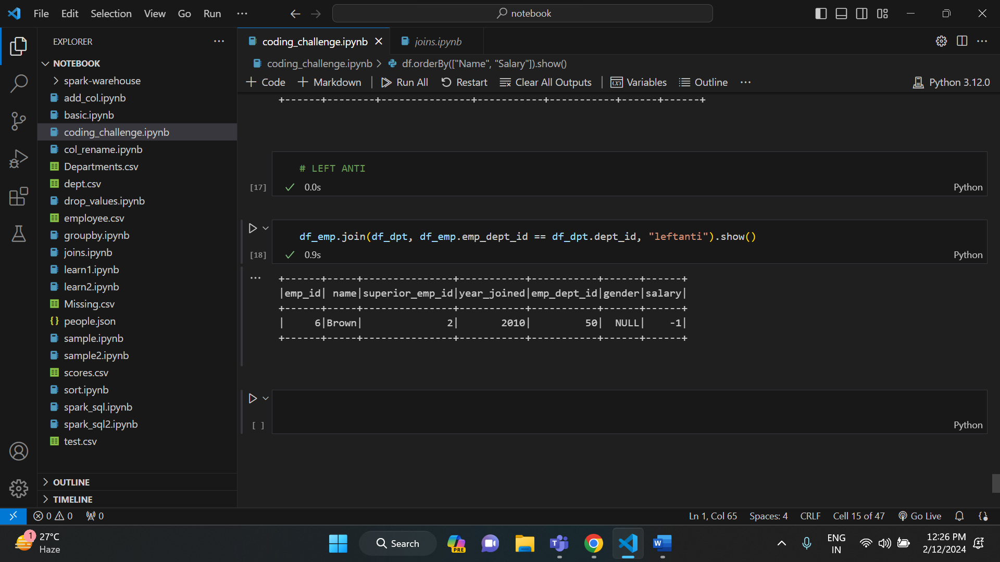 File Edit Selection View Go Run ··· notebook
EXPLORER ···
NOTEBOOK
spark-warehouse
add_col.ipynb
basic.ipynb
coding_challenge.ipynb
col_rename.ipynb
Departments.csv
dept.csv
drop_values.ipynb
employee.csv
groupby.ipynb
joins.ipynb
learn1.ipynb
learn2.ipynb
Missing.csv
people.json
sample.ipynb
sample2.ipynb
scores.csv
sort.ipynb
spark_sql.ipynb
spark_sql2.ipynb
test.csv
OUTLINE
TIMELINE
coding_challenge.ipynb joins.ipynb
coding_challenge.ipynb > df.orderBy(["Name", "Salary"]).show()
+ Code + Markdown | Run All Restart Clear All Outputs | Variables Outline ··· Python 3.12.0
+------+--------+---------------+-----------+-----------+------+------+
# LEFT ANTI
[17] 0.0s Python
df_emp.join(df_dpt, df_emp.emp_dept_id == df_dpt.dept_id, "leftanti").show()
[18] 0.9s Python
+------+-----+---------------+-----------+-----------+------+------+
|emp_id| name|superior_emp_id|year_joined|emp_dept_id|gender|salary|
+------+-----+---------------+-----------+-----------+------+------+
|     6|Brown|              2|       2010|         50|  NULL|    -1|
+------+-----+---------------+-----------+-----------+------+------+
[ ] Python
0 0 0 Ln 1, Col 65 Spaces: 4 CRLF Cell 15 of 47 Go Live
1 27°C
Haze
Search
PRE
ENG
IN
12:26 PM
2/12/2024